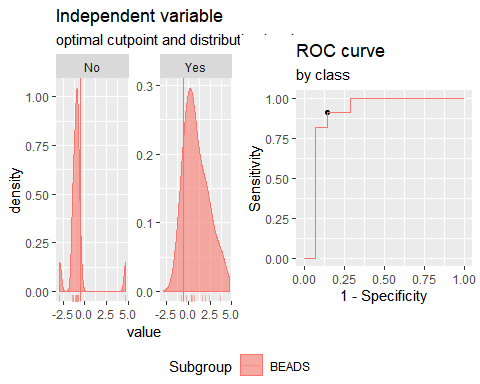 Independent variable
optimal cutpoint and
No
Yes
density
1.00
0.75
0.50
0.25
0.00
0.3
0.2
0.1
0.0
-2.5 0.0 2.5 5.0
-2.5 0.0 2.5 5.0
value
ROC curve
by class
Sensitivity
1.00
0.75
0.50
0.25
0.00
0.00 0.25 0.50 0.75 1.00
1 - Specificity
Subgroup BEADS